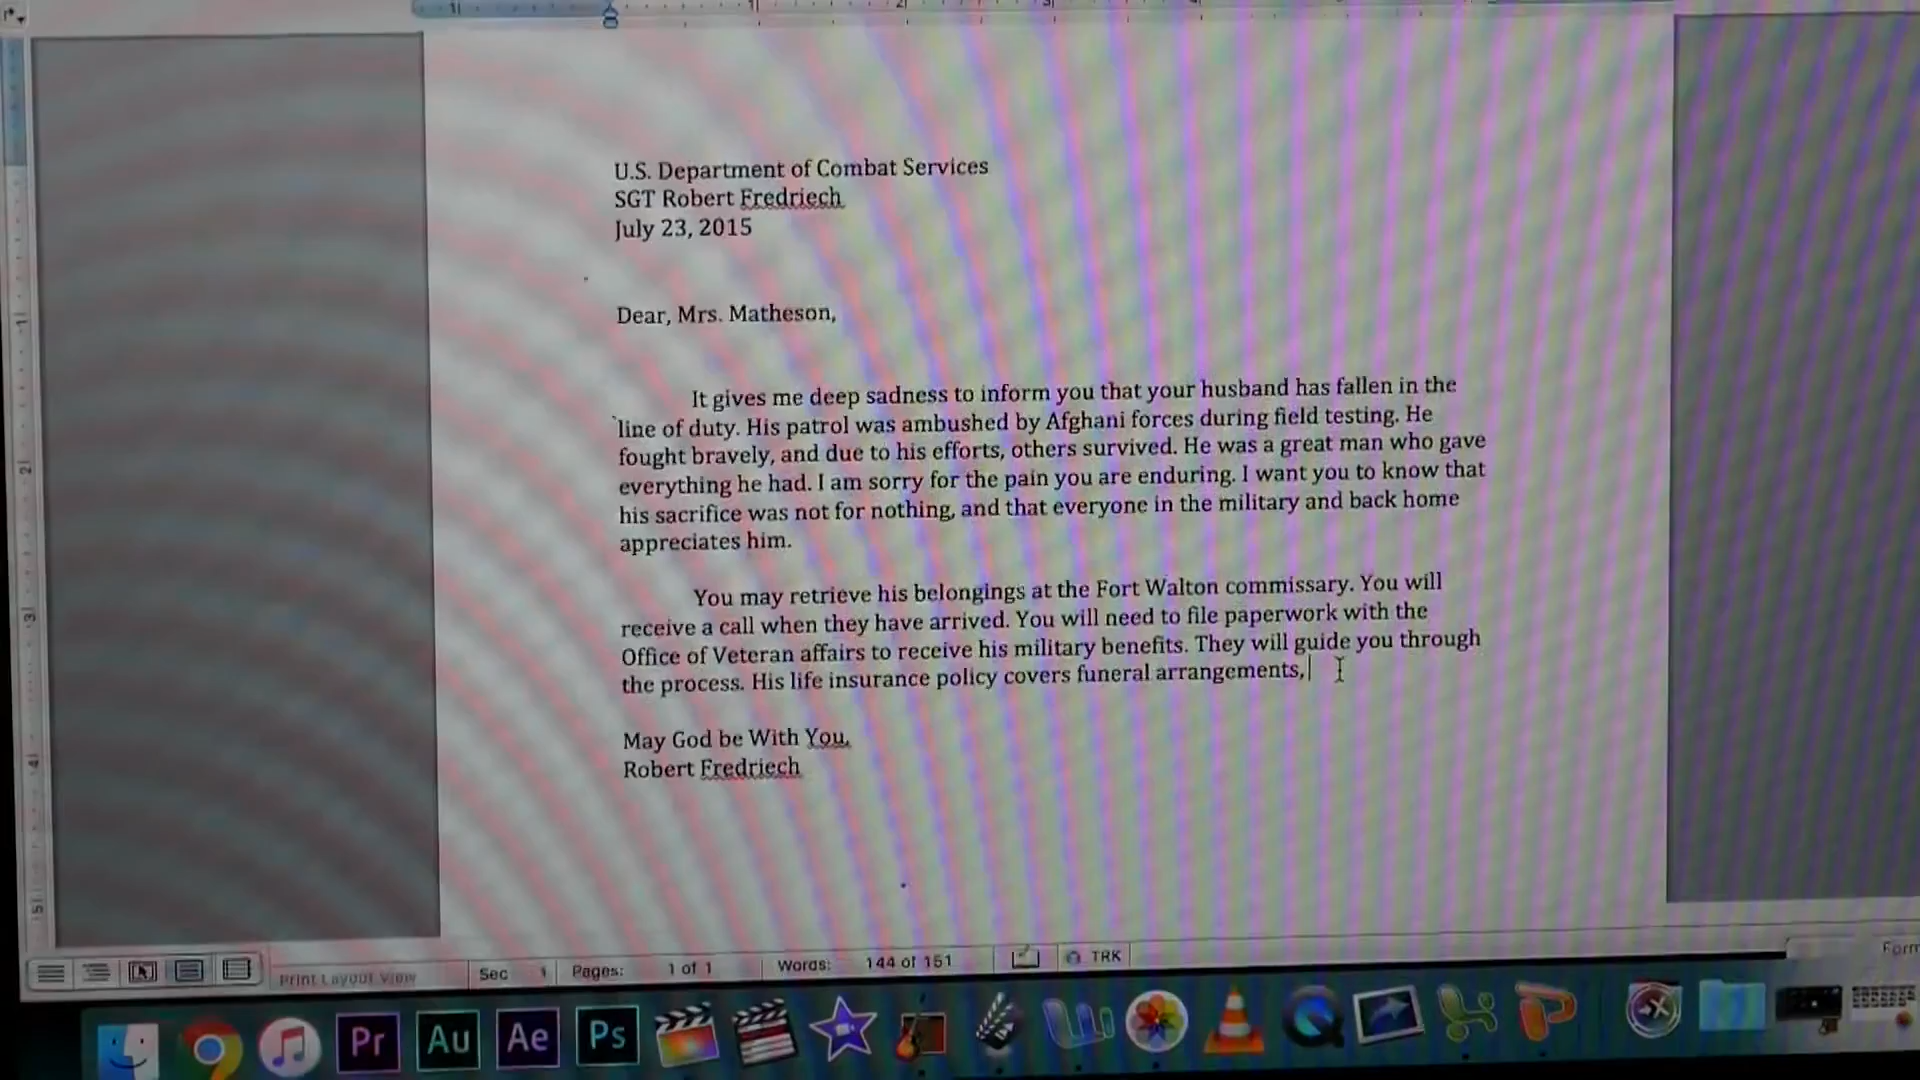 U.S. Department of Combat Services
SGT Robert Fredriech
July 23, 2015
Dear, Mrs. Matheson,
It gives me deep sadness to inform you that your husband has fallen in the
line of duty. His patrol was ambushed by Afghani forces during field testing. He
fought bravely, and due to his efforts, others survived. He was a great man who gave
everything he had. I am sorry for the pain you are enduring. I want you to know that
his sacrifice was not for nothing, and that everyone in the military and back home
appreciates him.
You may retrieve his belongings at the Fort Walton commissary. You will
receive a call when they have arrived. You will need to file paperwork with the
Office of Veteran affairs to receive his military benefits. They will guide you through
the process. His life insurance policy covers funeral arrangements,
May God be With You,
Robert Fredriech
Print Layout View Sec 1 Pages: 1 of 1 Words: 144 of 151 TRK
Pr Au Ae Ps